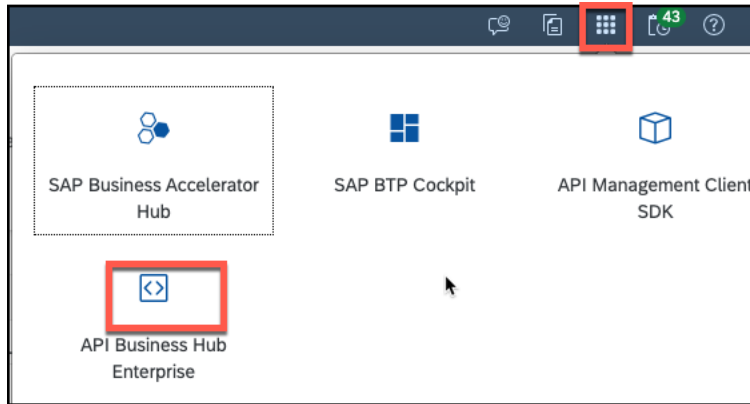 43
SAP Business Accelerator
Hub
SAP BTP Cockpit
API Management Client
SDK
API Business Hub
Enterprise